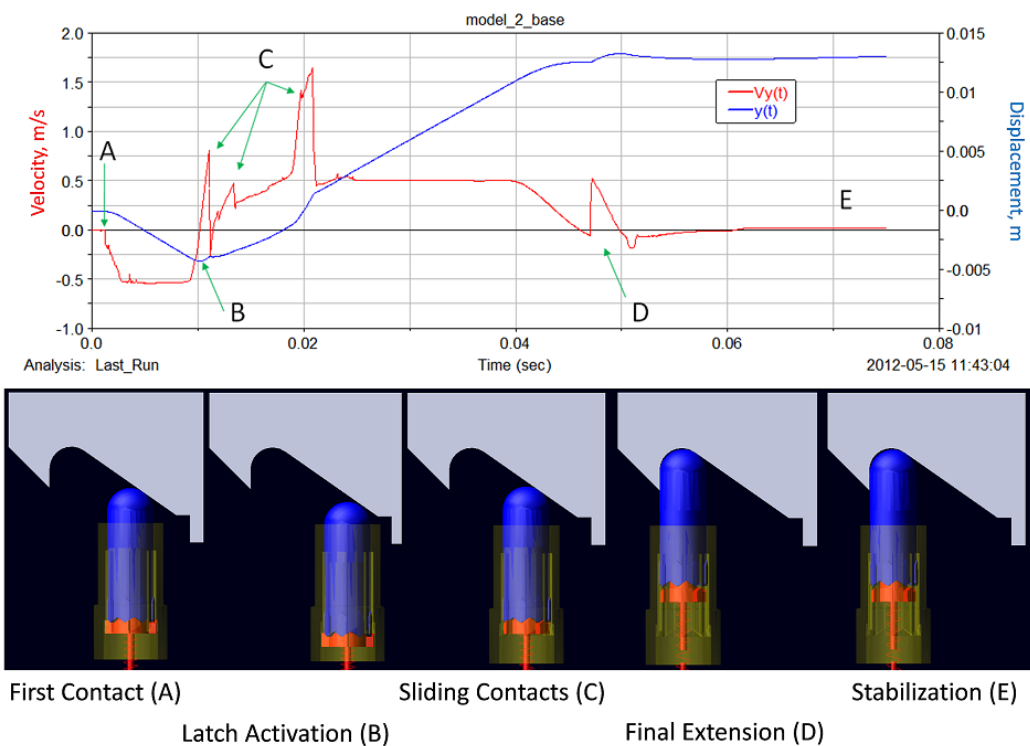 model_2_base
2.0
1.5
1.0
0.5
0.0
-0.5
-1.0
Velocity, m/s
0.015
0.01
0.005
0.0
-0.005
-0.01
Displacement, m
A
C
B
D
E
Vy(t)
y(t)
0.0
0.02
0.04
0.06
0.08
Analysis: Last_Run
Time (sec)
2012-05-15 11:43:04
First Contact (A)
Sliding Contacts (C)
Stabilization (E)
Latch Activation (B)
Final Extension (D)